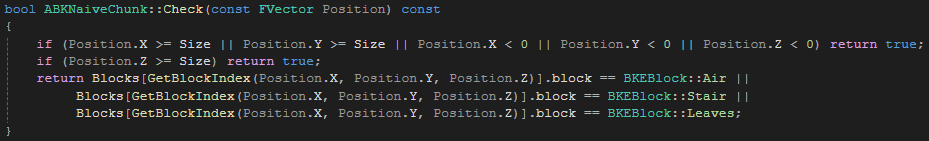 bool ABKNaiveChunk::Check(const FVector Position) const
{
    if (Position.X >= Size || Position.Y >= Size || Position.X < 0 || Position.Y < 0 || Position.Z < 0) return true;
    if (Position.Z >= Size) return true;
    return Blocks[GetBlockIndex(Position.X, Position.Y, Position.Z)].block == BKEBlock::Air ||
         Blocks[GetBlockIndex(Position.X, Position.Y, Position.Z)].block == BKEBlock::Stair ||
         Blocks[GetBlockIndex(Position.X, Position.Y, Position.Z)].block == BKEBlock::Leaves;
}